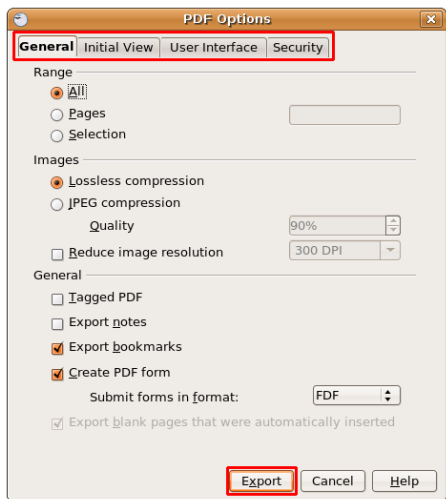 PDF Options
General Initial View User Interface Security
Range
All
Pages
Selection
Images
Lossless compression
JPEG compression
Quality 90%
Reduce image resolution 300 DPI
General
Tagged PDF
Export notes
Export bookmarks
Create PDF form
Submit forms in format: FDF
Export blank pages that were automatically inserted
Export Cancel Help